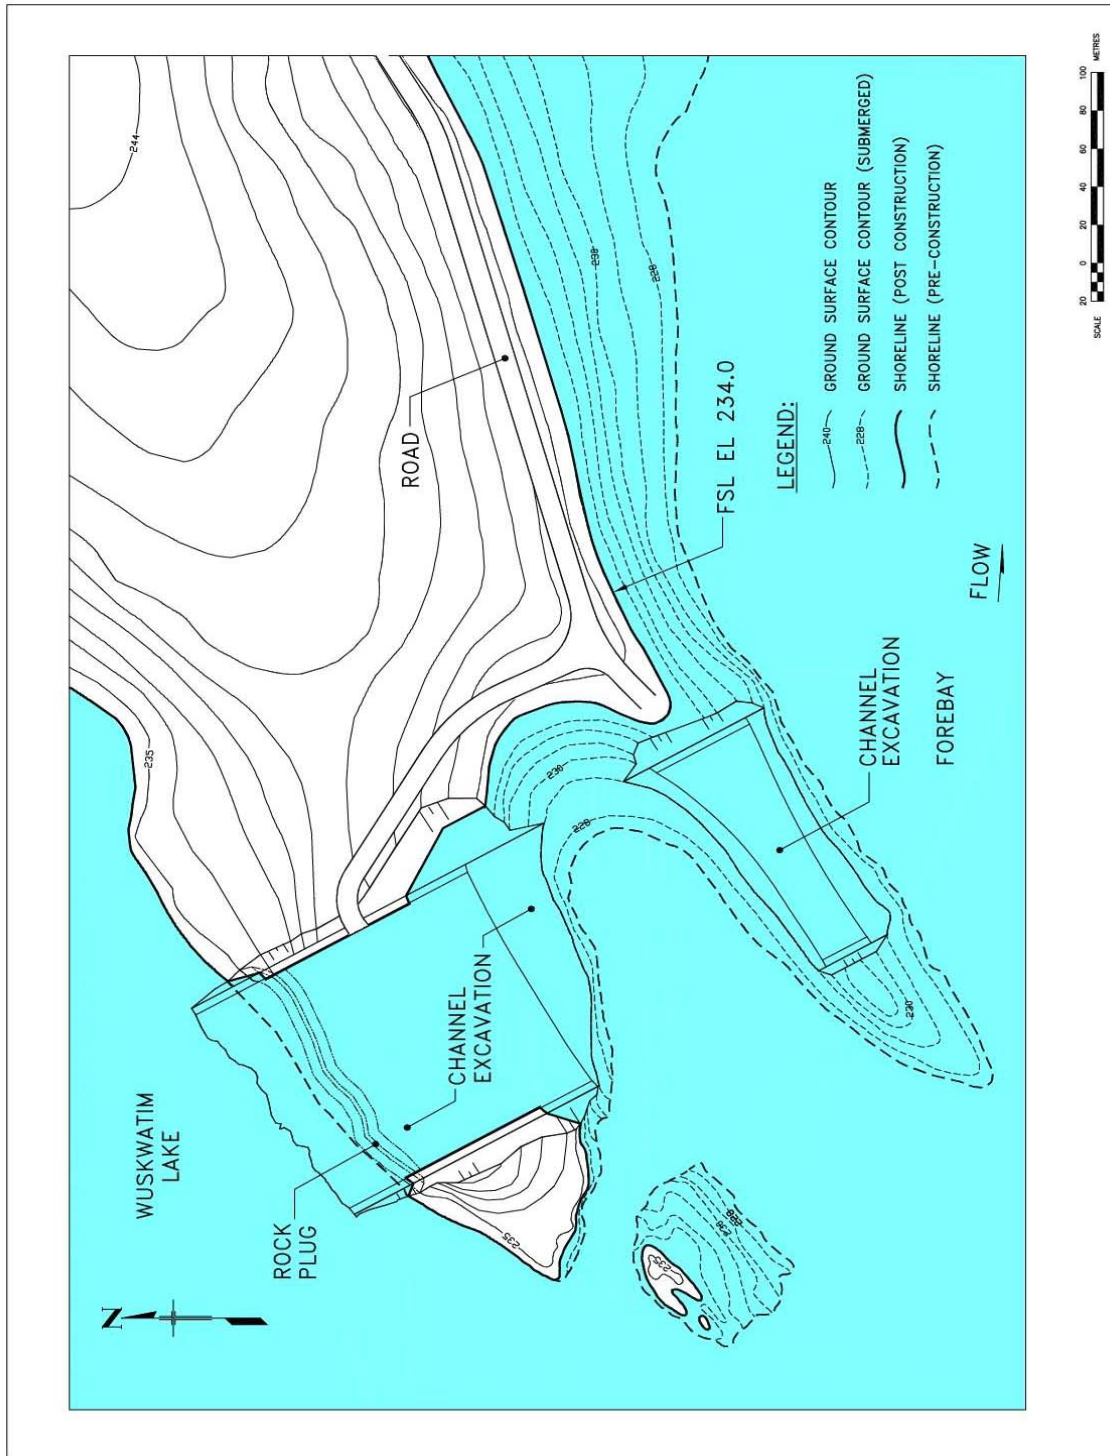 WUSKWATIM
LAKE
N
ROCK
PLUG
CHANNEL
EXCAVATION
235
235
244
ROAD
230
228
238
228
FSL EL 234.0
CHANNEL
EXCAVATION
FOREBAY
FLOW
230
235
228
LEGEND:
240 GROUND SURFACE CONTOUR
228 GROUND SURFACE CONTOUR (SUBMERGED)
SHORELINE (POST CONSTRUCTION)
SHORELINE (PRE-CONSTRUCTION)
SCALE 20 0 20 40 60 80 100 METRES